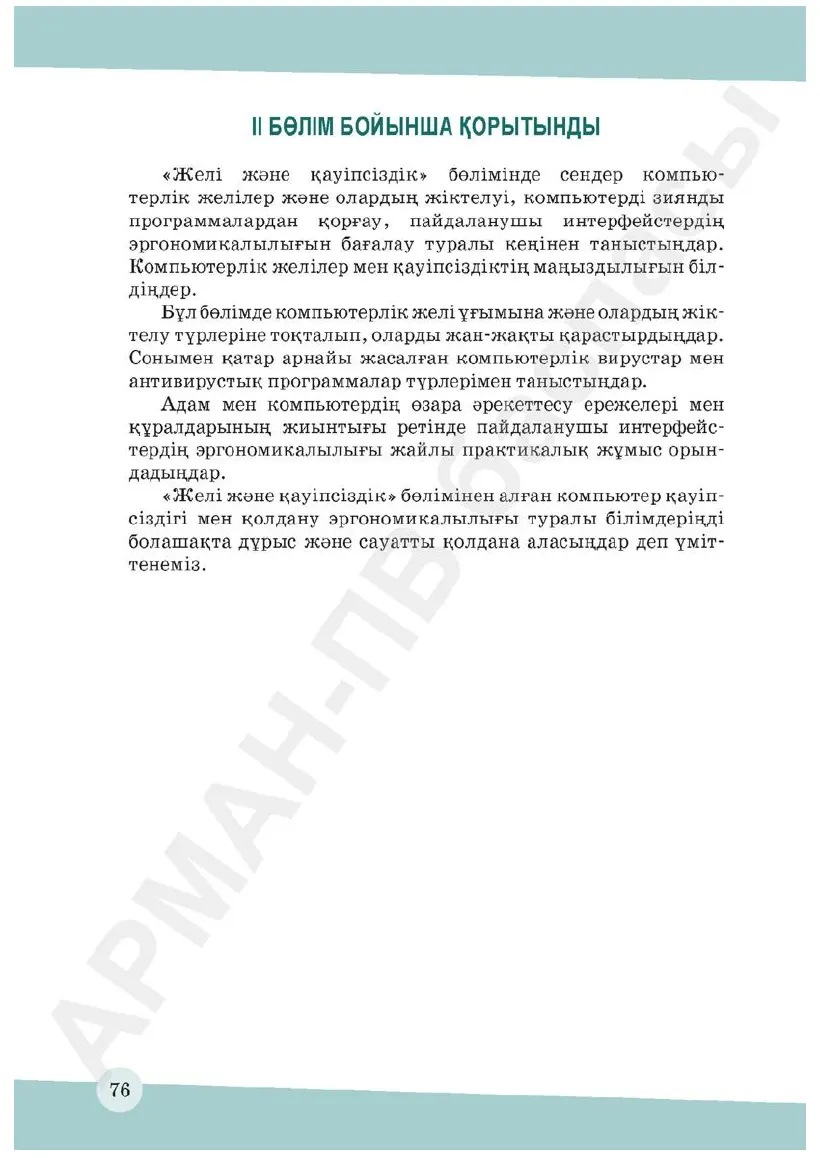 II БӨЛІМ БОЙЫНША ҚОРЫТЫНДЫ
«Желі және қауіпсіздік» бөлімінде сендер компью-
терлік желілер және олардың жіктелуі, компьютерді зиянды
программалардан қорғау, пайдаланушы интерфейстердің
эргономикалылығын бағалау туралы кеңінен таныстыңдар.
Компьютерлік желілер мен қауіпсіздіктің маңыздылығын біл-
діңдер.
Бұл бөлімде компьютерлік желі ұғымына және олардың жік-
телу түрлеріне тоқталып, оларды жан-жақты қарастырдыңдар.
Сонымен қатар арнайы жасалған компьютерлік вирустар мен
антивирустық программалар түрлерімен таныстыңдар.
Адам мен компьютердің өзара әрекеттесу ережелері мен
құралдарының жиынтығы ретінде пайдаланушы интерфейс-
тердің эргономикалылығы жайлы практикалық жұмыс орын-
дадыңдар.
«Желі және қауіпсіздік» бөлімінен алған компьютер қауіп-
сіздігі мен қолдану эргономикалылығы туралы білімдеріңді
болашақта дұрыс және сауатты қолдана аласыңдар деп үміт-
тенеміз.
АРМАН-ПВ баспасы
76